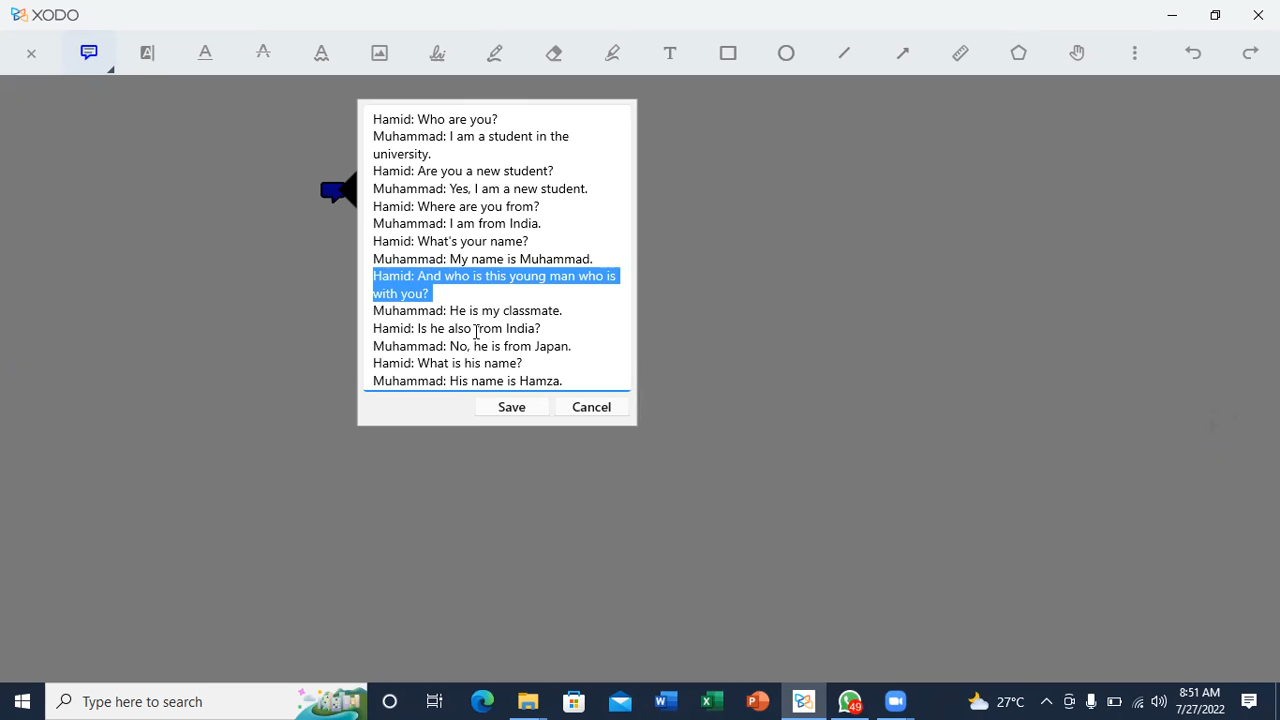 XODO
Hamid: Who are you?
Muhammad: I am a student in the
university.
Hamid: Are you a new student?
Muhammad: Yes, I am a new student.
Hamid: Where are you from?
Muhammad: I am from India.
Hamid: What's your name?
Muhammad: My name is Muhammad.
Hamid: And who is this young man who is
with you?
Muhammad: He is my classmate.
Hamid: Is he also from India?
Muhammad: No, he is from Japan.
Hamid: What is his name?
Muhammad: His name is Hamza.
Save Cancel
Type here to search
49
27°C
8:51 AM
7/27/2022